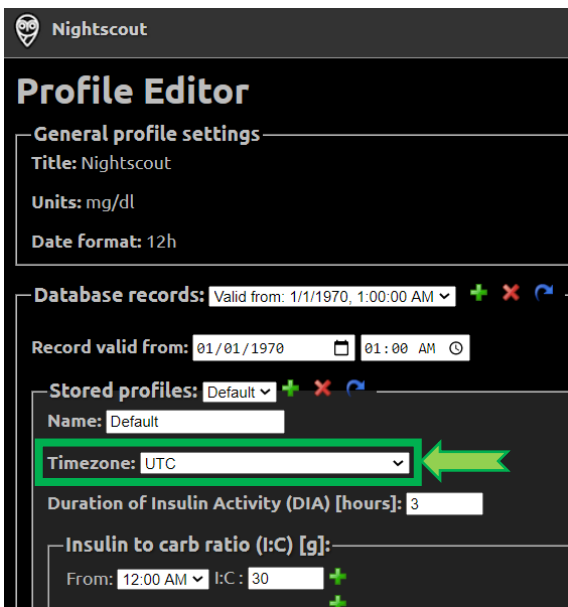 Nightscout
Profile Editor
General profile settings
Title: Nightscout
Units: mg/dl
Date format: 12h
Database records: Valid from: 1/1/1970, 1:00:00 AM
Record valid from: 01/01/1970 01:00 AM
Stored profiles: Default
Name: Default
Timezone: UTC
Duration of Insulin Activity (DIA) [hours]: 3
Insulin to carb ratio (I:C) [g]:
From: 12:00 AM I:C : 30